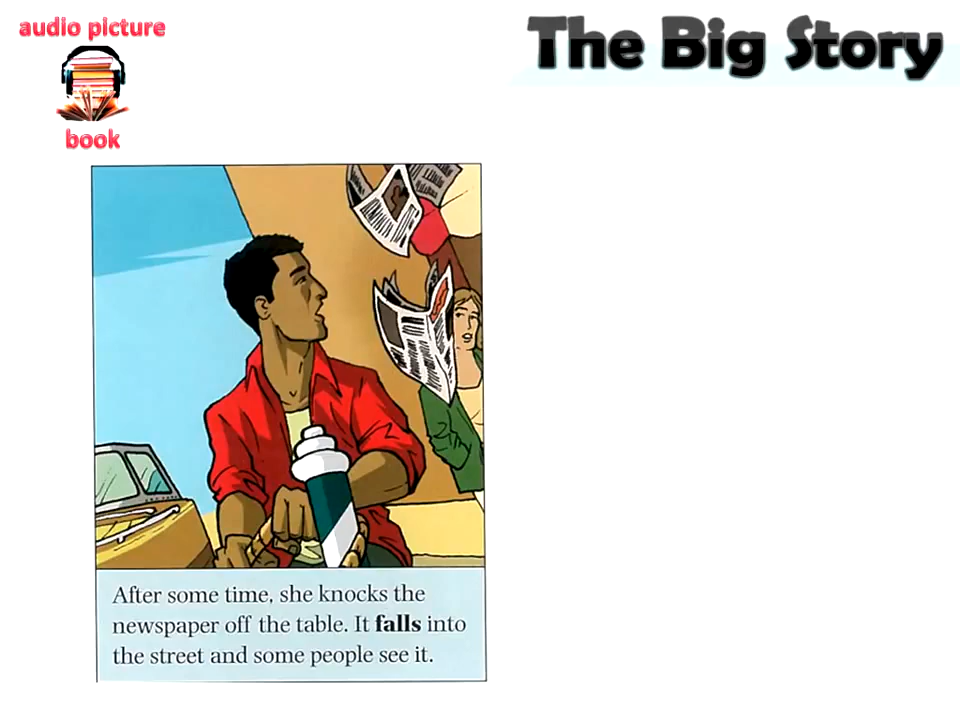 audio picture
book
The Big Story
After some time, she knocks the
newspaper off the table. It falls into
the street and some people see it.